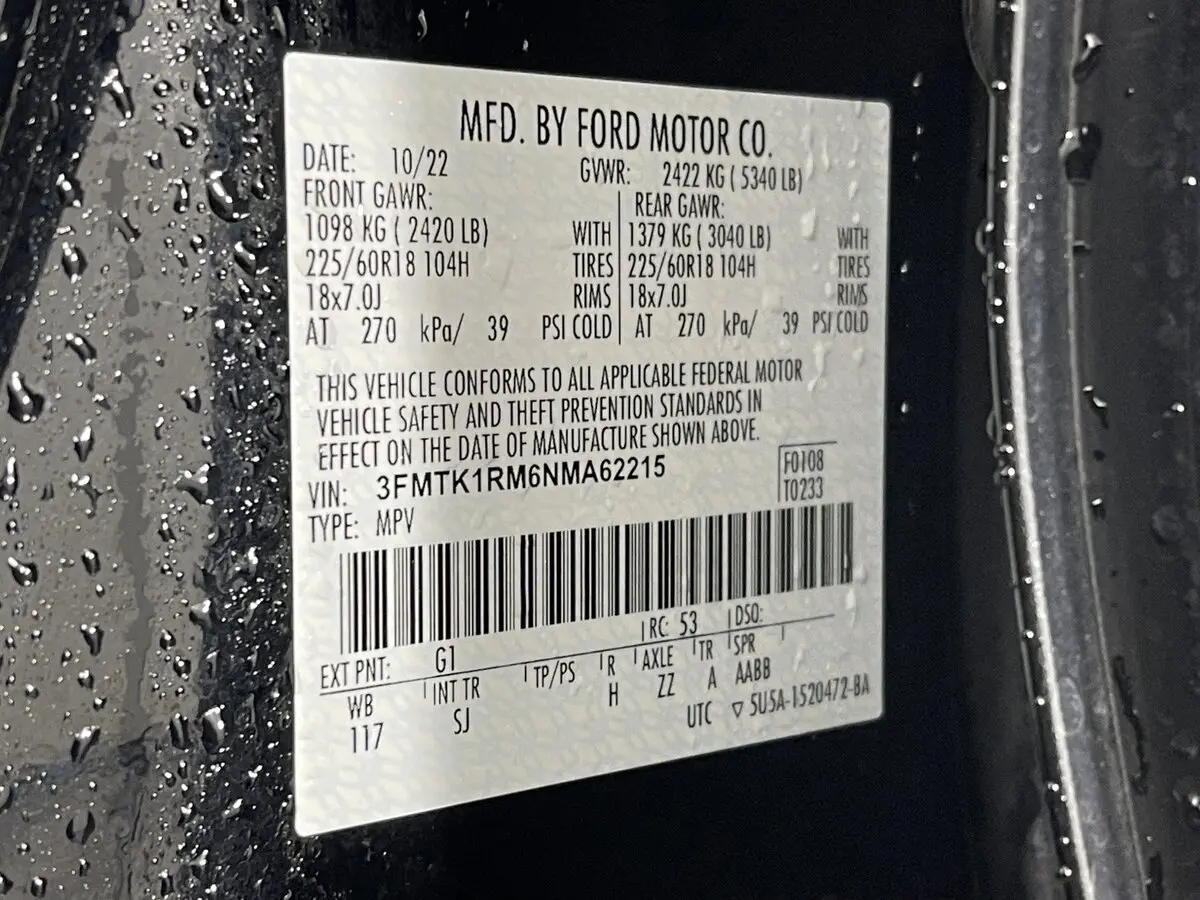 MFD. BY FORD MOTOR CO.
DATE: 10/22 GVWR: 2422 KG ( 5340 LB)
FRONT GAWR: REAR GAWR:
1098 KG ( 2420 LB) WITH 1379 KG ( 3040 LB) WITH
225/60R18 104H TIRES 225/60R18 104H TIRES
18x7.0J RIMS 18x7.0J RIMS
AT 270 kPa/ 39 PSI COLD AT 270 kPa/ 39 PSI COLD
THIS VEHICLE CONFORMS TO ALL APPLICABLE FEDERAL MOTOR
VEHICLE SAFETY AND THEFT PREVENTION STANDARDS IN
EFFECT ON THE DATE OF MANUFACTURE SHOWN ABOVE.
VIN: 3FMTK1RM6NMA62215 F0108
TYPE: MPV T0233
EXT PNT: G1 RC: 53 DSO:
WB INT TR TP/PS R AXLE TR SPR
117 SJ H ZZ A AABB
UTC ▽ 5U5A-1520472-BA